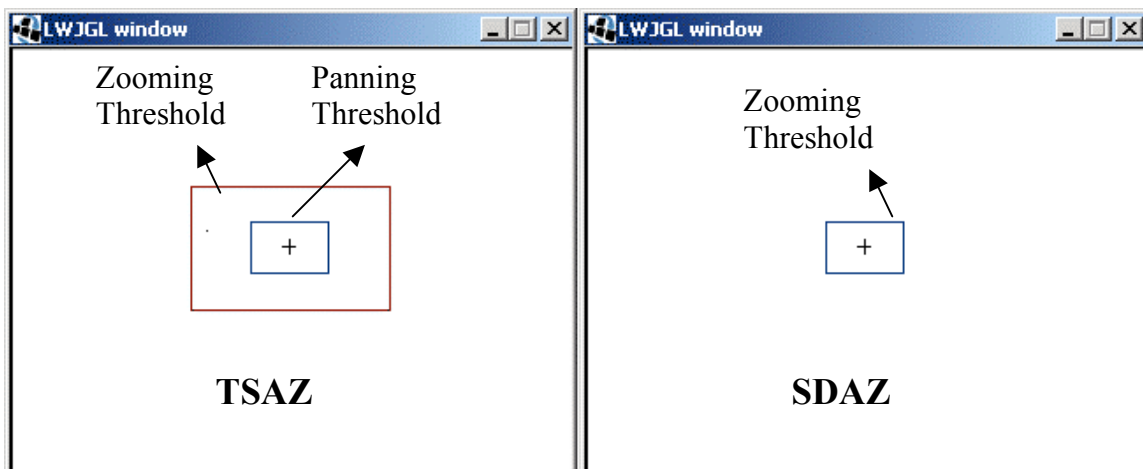 LWJGL window
Zooming
Threshold
Panning
Threshold
TSAZ
LWJGL window
Zooming
Threshold
SDAZ